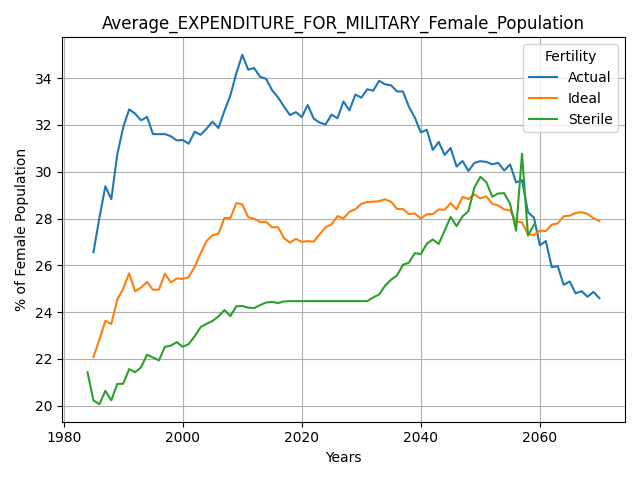 Average_EXPENDITURE_FOR_MILITARY_Female_Population
% of Female Population
34
32
30
28
26
24
22
20
Fertility
Actual
Ideal
Sterile
1980
2000
2020
2040
2060
Years